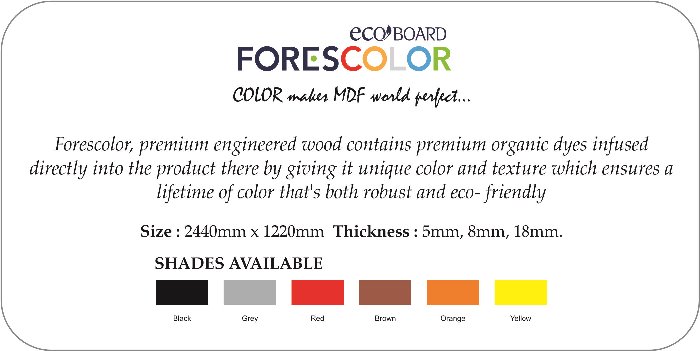 ecoBOARD
FORESCOLOR
COLOR makes MDF world perfect...
Forescolor, premium engineered wood contains premium organic dyes infused
directly into the product there by giving it unique color and texture which ensures a
lifetime of color that's both robust and eco- friendly
Size : 2440mm x 1220mm Thickness : 5mm, 8mm, 18mm.
SHADES AVAILABLE
Black Grey Red Brown Orange Yellow